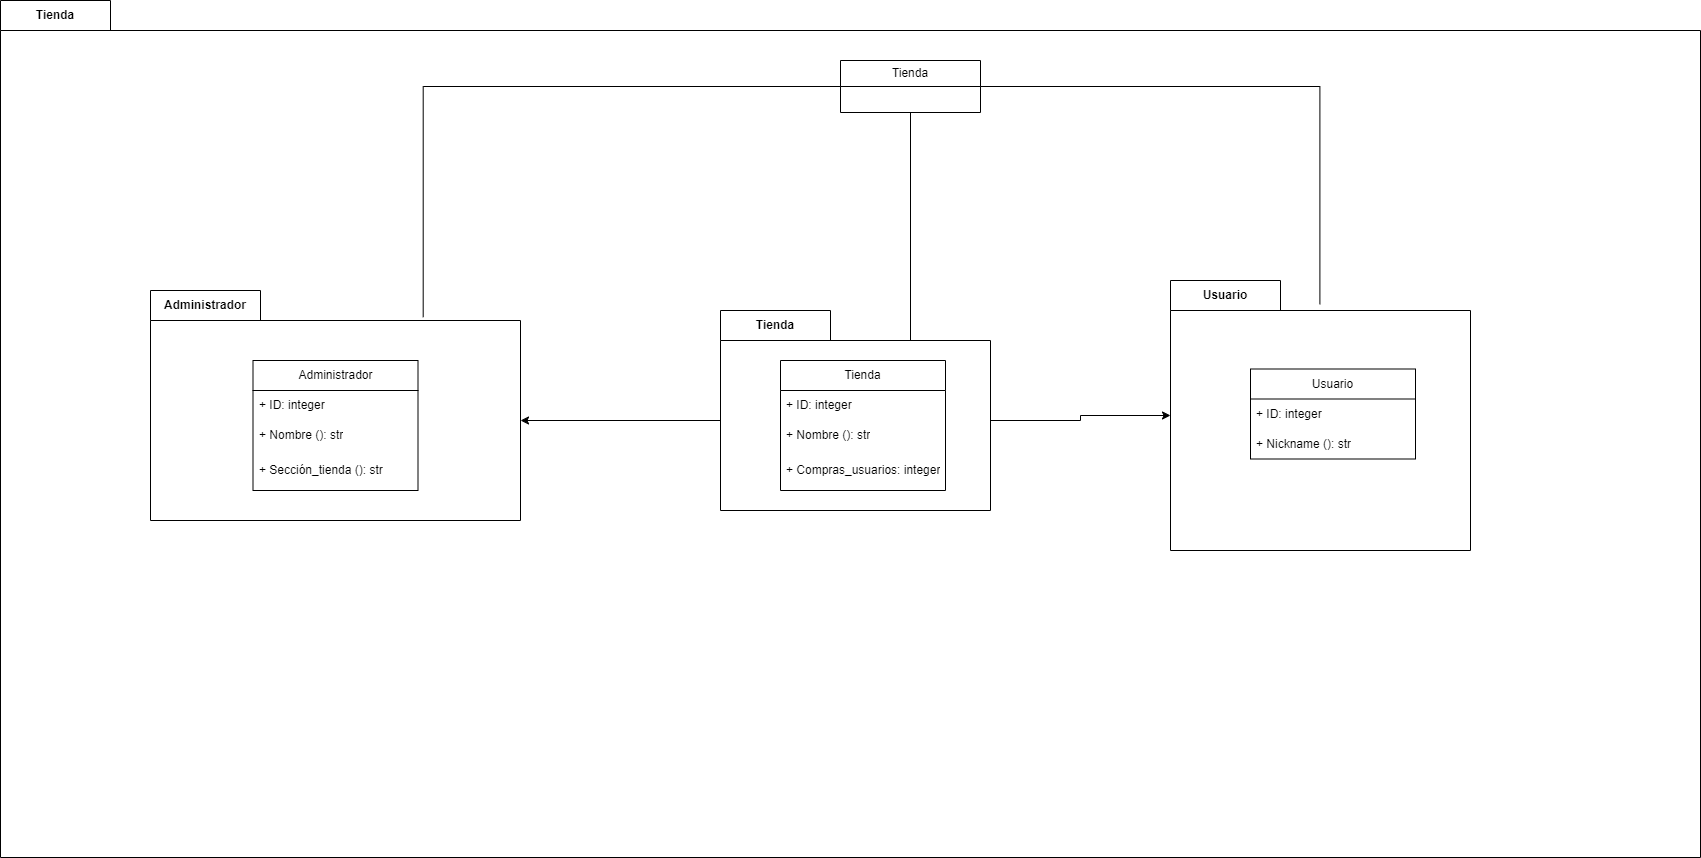 Tienda
Tienda
Administrador
Administrador
+ ID: integer
+ Nombre (): str
+ Sección_tienda (): str
Tienda
Tienda
+ ID: integer
+ Nombre (): str
+ Compras_usuarios: integer
Usuario
Usuario
+ ID: integer
+ Nickname (): str